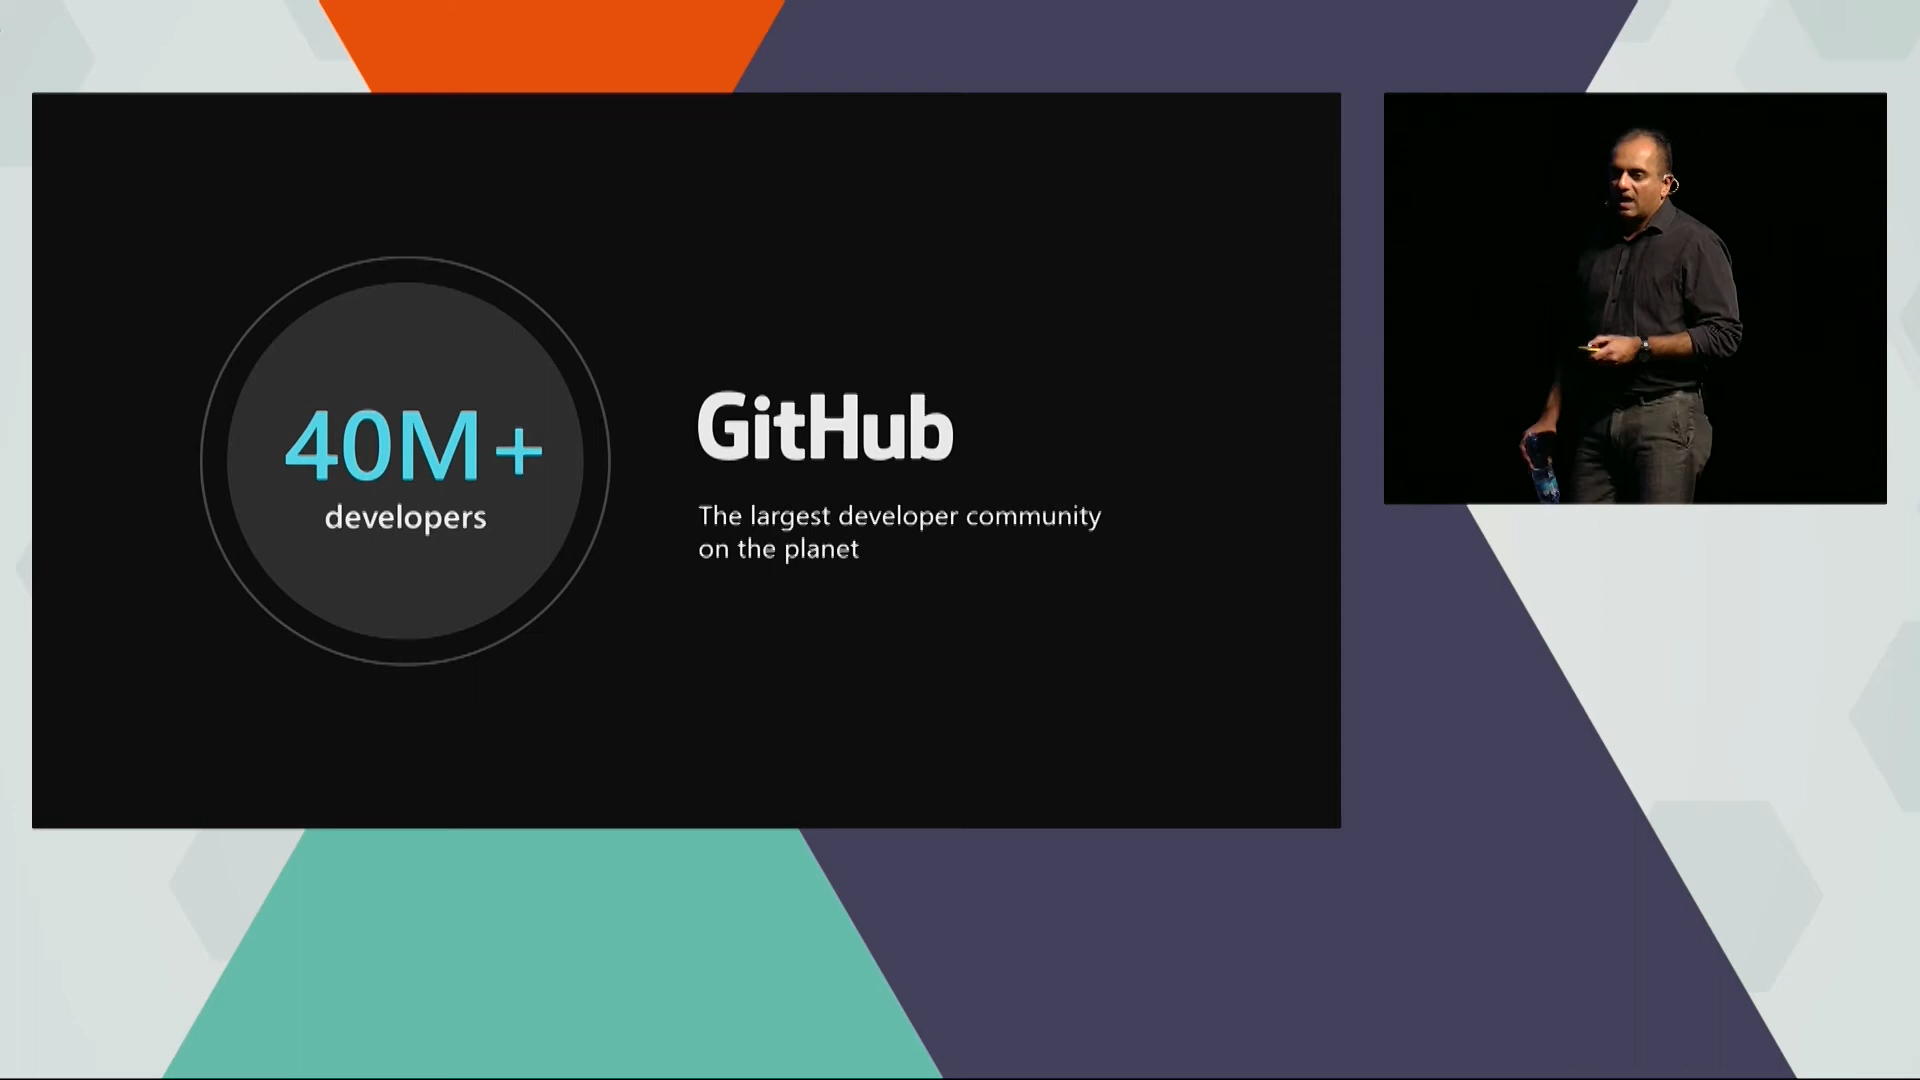 40M+
developers
GitHub
The largest developer community
on the planet